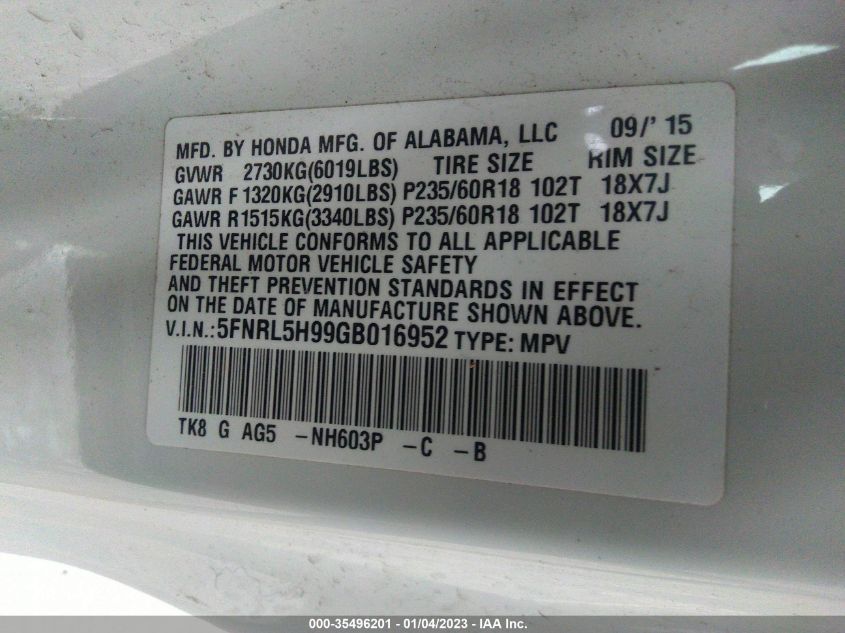 MFD. BY HONDA MFG. OF ALABAMA, LLC 09/' 15
GVWR 2730KG(6019LBS) TIRE SIZE RIM SIZE
GAWR F 1320KG(2910LBS) P235/60R18 102T 18X7J
GAWR R1515KG(3340LBS) P235/60R18 102T 18X7J
THIS VEHICLE CONFORMS TO ALL APPLICABLE
FEDERAL MOTOR VEHICLE SAFETY
AND THEFT PREVENTION STANDARDS IN EFFECT
ON THE DATE OF MANUFACTURE SHOWN ABOVE.
V.I.N.: 5FNRL5H99GB016952 TYPE: MPV
TK8 G AG5 -NH603P -C -B
000-35496201 - 01/04/2023 - IAA Inc.